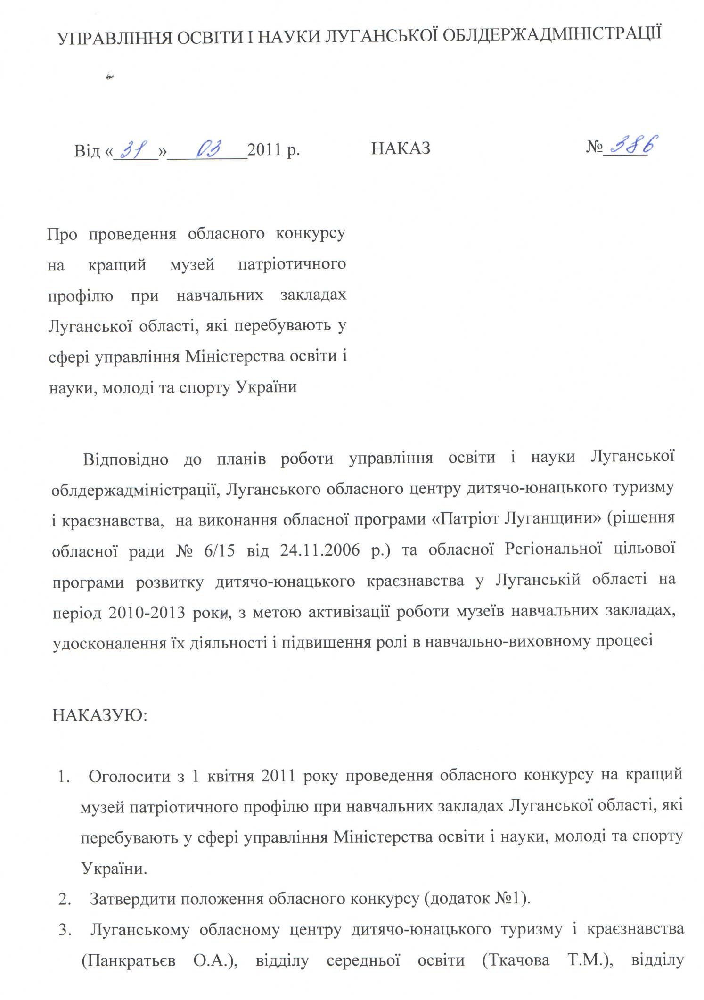 УПРАВЛІННЯ ОСВІТИ І НАУКИ ЛУГАНСЬКОЇ ОБЛДЕРЖАДМІНІСТРАЦІЇ
Від «31» 03 2011 р. НАКАЗ № 386
Про проведення обласного конкурсу
на кращий музей патріотичного
профілю при навчальних закладах
Луганської області, які перебувають у
сфері управління Міністерства освіти і
науки, молоді та спорту України
Відповідно до планів роботи управління освіти і науки Луганської
облдержадміністрації, Луганського обласного центру дитячо-юнацького туризму
і краєзнавства, на виконання обласної програми «Патріот Луганщини» (рішення
обласної ради № 6/15 від 24.11.2006 р.) та обласної Регіональної цільової
програми розвитку дитячо-юнацького краєзнавства у Луганській області на
період 2010-2013 роки, з метою активізації роботи музеїв навчальних закладах,
удосконалення їх діяльності і підвищення ролі в навчально-виховному процесі
НАКАЗУЮ:
1. Оголосити з 1 квітня 2011 року проведення обласного конкурсу на кращий
музей патріотичного профілю при навчальних закладах Луганської області, які
перебувають у сфері управління Міністерства освіти і науки, молоді та спорту
України.
2. Затвердити положення обласного конкурсу (додаток №1).
3. Луганському обласному центру дитячо-юнацького туризму і краєзнавства
(Панкратьєв О.А.), відділу середньої освіти (Ткачова Т.М.), відділу